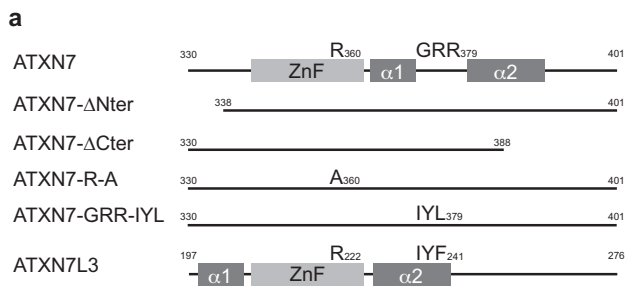 a
ATXN7 330 R360 GRR379 401
ZnF α1 α2
ATXN7-ΔNter 338 401
ATXN7-ΔCter 330 388
ATXN7-R-A 330 A360 401
ATXN7-GRR-IYL 330 IYL379 401
ATXN7L3 197 R222 IYF241 276
α1 ZnF α2